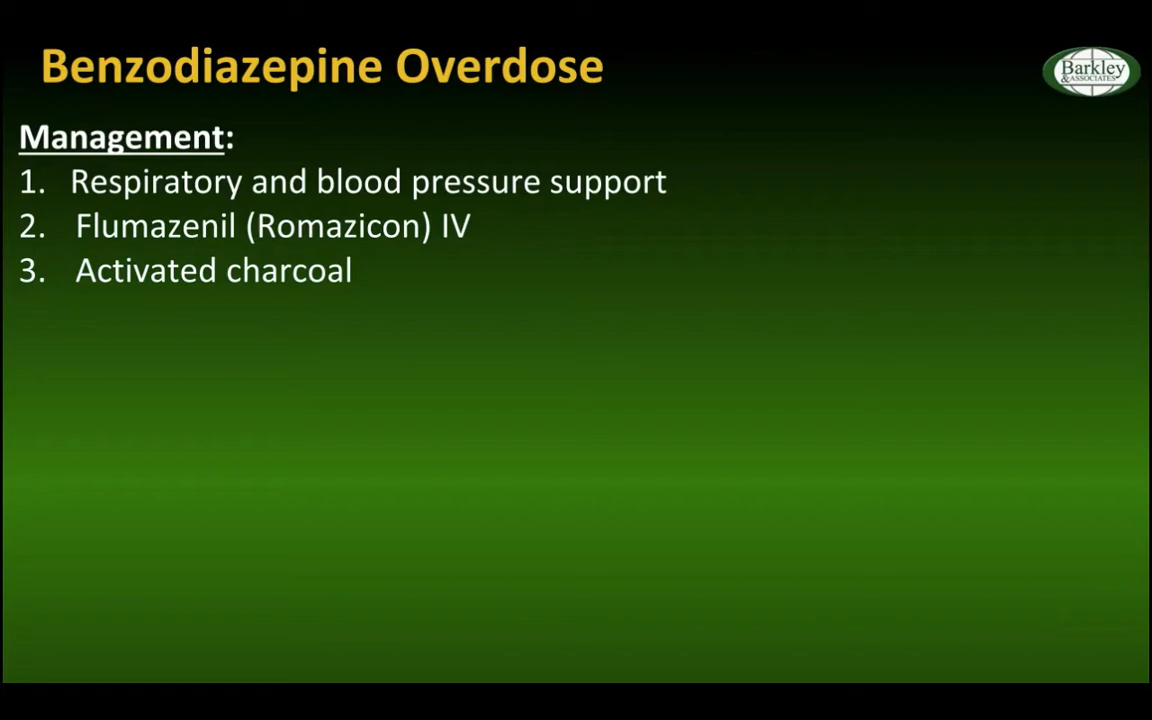 Benzodiazepine Overdose
Barkley
& ASSOCIATES
Management:
1. Respiratory and blood pressure support
2. Flumazenil (Romazicon) IV
3. Activated charcoal